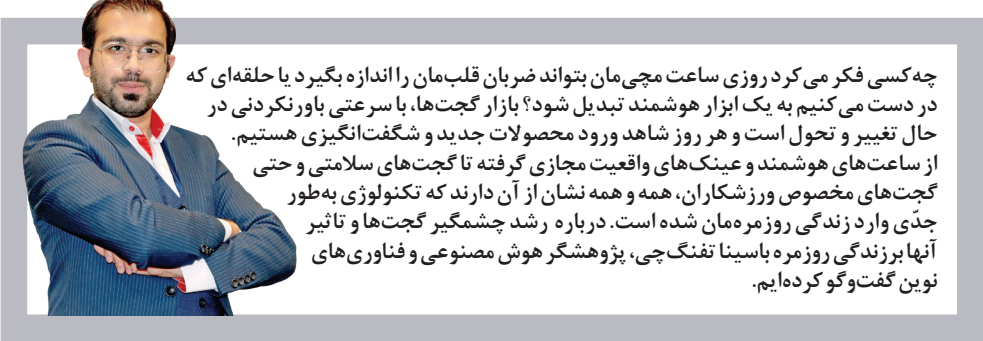 چه‌کسی فکر می‌کرد روزی ساعت مچی‌مان بتواند ضربان قلب‌مان را اندازه بگیرد یا حلقه‌ای که
در دست می‌کنیم به یک ابزار هوشمند تبدیل شود؟ بازار گجت‌ها، با سرعتی باورنکردنی در
حال تغییر و تحول است و هر روز شاهد ورود محصولات جدید و شگفت‌انگیزی هستیم.
از ساعت‌های هوشمند و عینک‌های واقعیت مجازی گرفته تا گجت‌های سلامتی و حتی
گجت‌های مخصوص ورزشکاران، همه و همه نشان از آن دارند که تکنولوژی به‌طور
جدّی وارد زندگی روزمره‌مان شده است. درباره رشد چشمگیر گجت‌ها و تاثیر
آنها بر زندگی روزمره باسینا تفنگ‌چی، پژوهشگر هوش مصنوعی و فناوری‌های
نوین گفت‌وگو کرده‌ایم.